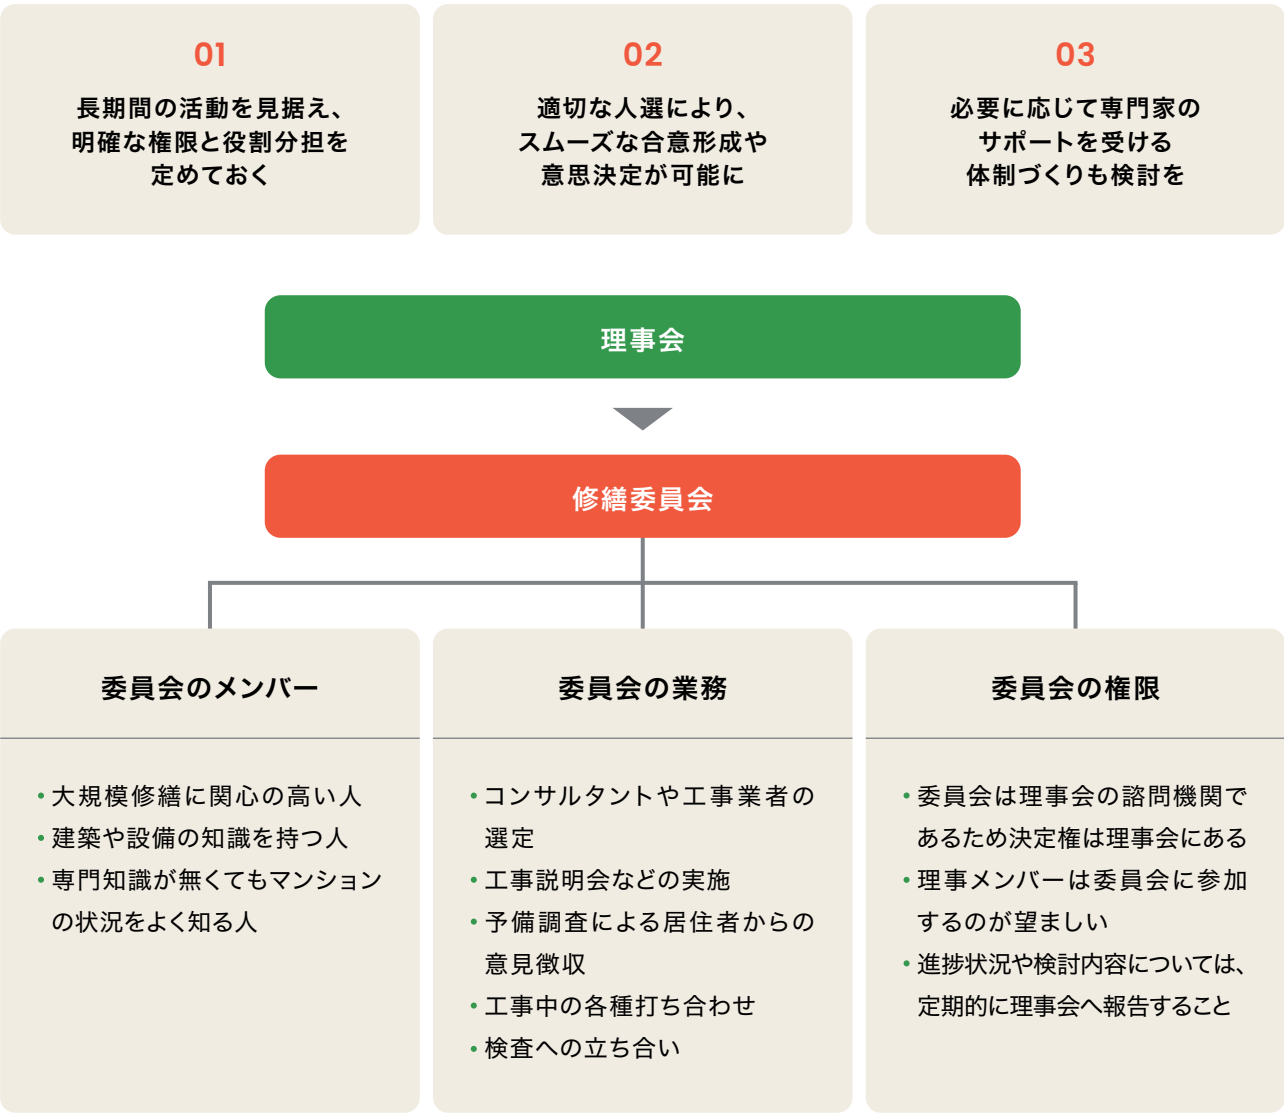 01
長期間の活動を見据え、
明確な権限と役割分担を
定めておく
02
適切な人選により、
スムーズな合意形成や
意思決定が可能に
03
必要に応じて専門家の
サポートを受ける
体制づくりも検討を
理事会
修繕委員会
委員会のメンバー
・大規模修繕に関心の高い人
・建築や設備の知識を持つ人
・専門知識が無くてもマンション
の状況をよく知る人
委員会の業務
・コンサルタントや工事業者の
選定
・工事説明会などの実施
・予備調査による居住者からの
意見徴収
・工事中の各種打ち合わせ
・検査への立ち合い
委員会の権限
・委員会は理事会の諮問機関で
あるため決定権は理事会にある
・理事メンバーは委員会に参加
するのが望ましい
・進捗状況や検討内容については、
定期的に理事会へ報告すること